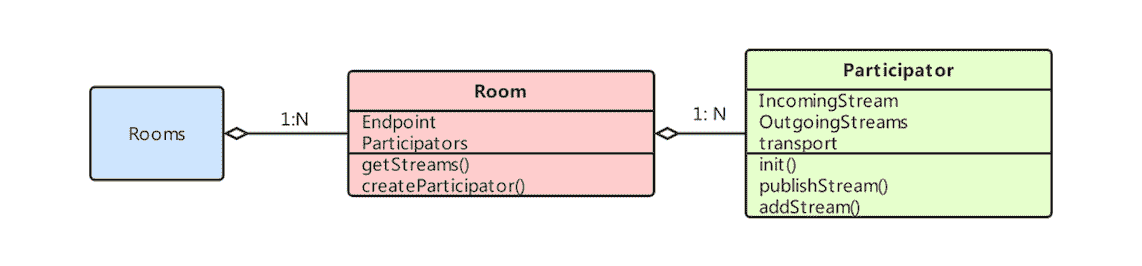 Rooms
1:N
Room
Endpoint
Participators
getStreams()
createParticipator()
1: N
Participator
IncomingStream
OutgoingStreams
transport
init()
publishStream()
addStream()